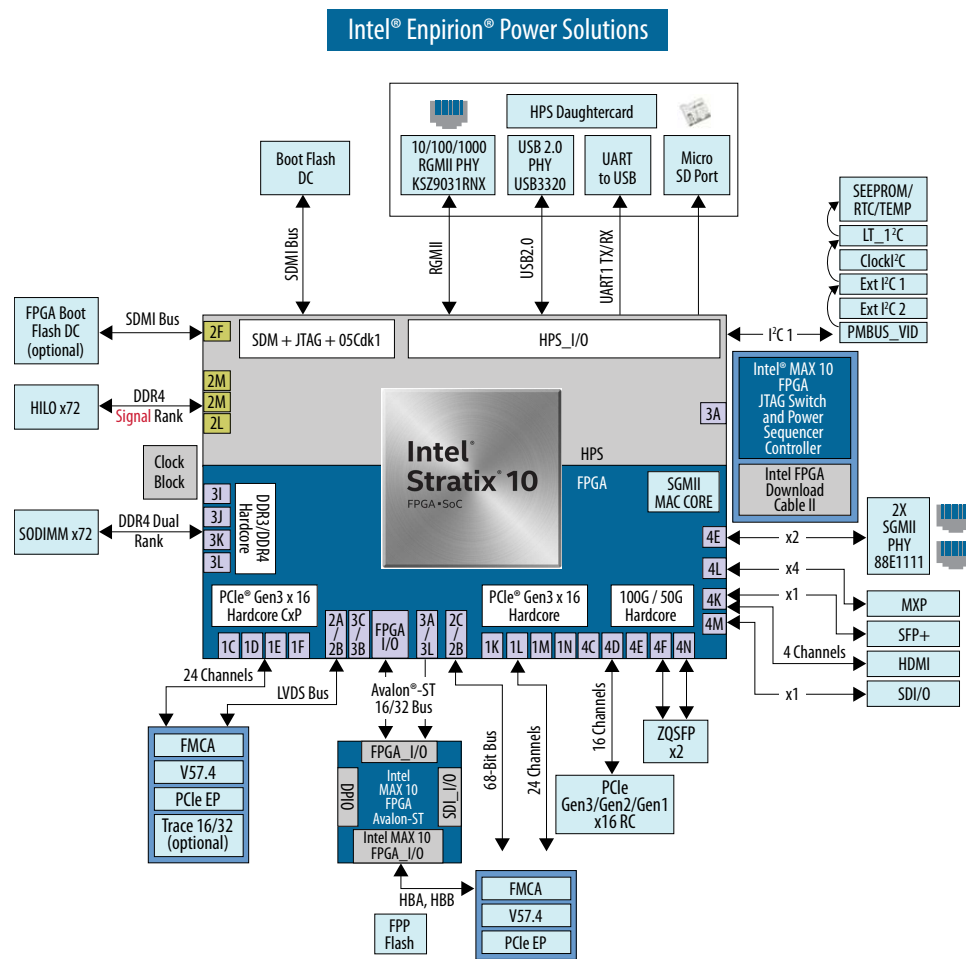 Intel® Enpirion® Power Solutions
HPS Daughtercard
10/100/1000
RGMII PHY
KSZ9031RNX
USB 2.0
PHY
USB3320
UART
to USB
Micro
SD Port
Boot Flash
DC
SDMI Bus
RGMII
USB2.0
UART1 TX/RX
SEEPROM/
RTC/TEMP
LT_1²C
ClockI²C
Ext I²C 1
Ext I²C 2
PMBUS_VID
I²C 1
FPGA Boot
Flash DC
(optional)
SDMI Bus
2F
SDM + JTAG + 05Cdk1
HPS_I/O
HILO x72
DDR4
Signal Rank
2M
2M
2L
3A
Intel® MAX 10
FPGA
JTAG Switch
and Power
Sequencer
Controller
Intel FPGA
Download
Cable II
Intel®
Stratix® 10
FPGA • SoC
HPS
FPGA
Clock
Block
SGMII
MAC CORE
SODIMM x72
DDR4 Dual
Rank
3I
3J
3K
3L
DDR3/DDR4
Hardcore
4E
4L
4K
4M
x2
x4
x1
4 Channels
x1
2X
SGMII
PHY
88E1111
MXP
SFP+
HDMI
SDI/O
PCIe® Gen3 x 16
Hardcore CxP
PCIe® Gen3 x 16
Hardcore
100G / 50G
Hardcore
1C
1D
1E
1F
2A/
2B
3C/
3B
FPGA
I/O
3A/
3L
2C/
2B
1K
1L
1M
1N
4C
4D
4E
4F
4N
24 Channels
LVDS Bus
Avalon®-ST
16/32 Bus
68-Bit Bus
24 Channels
16 Channels
ZQSFP
x2
FMCA
V57.4
PCIe EP
Trace 16/32
(optional)
FPGA_I/O
DPIO
Intel
MAX 10
FPGA
Avalon-ST
SDI_I/O
Intel MAX 10
FPGA_I/O
PCIe
Gen3/Gen2/Gen1
x16 RC
HBA, HBB
FPP
Flash
FMCA
V57.4
PCIe EP